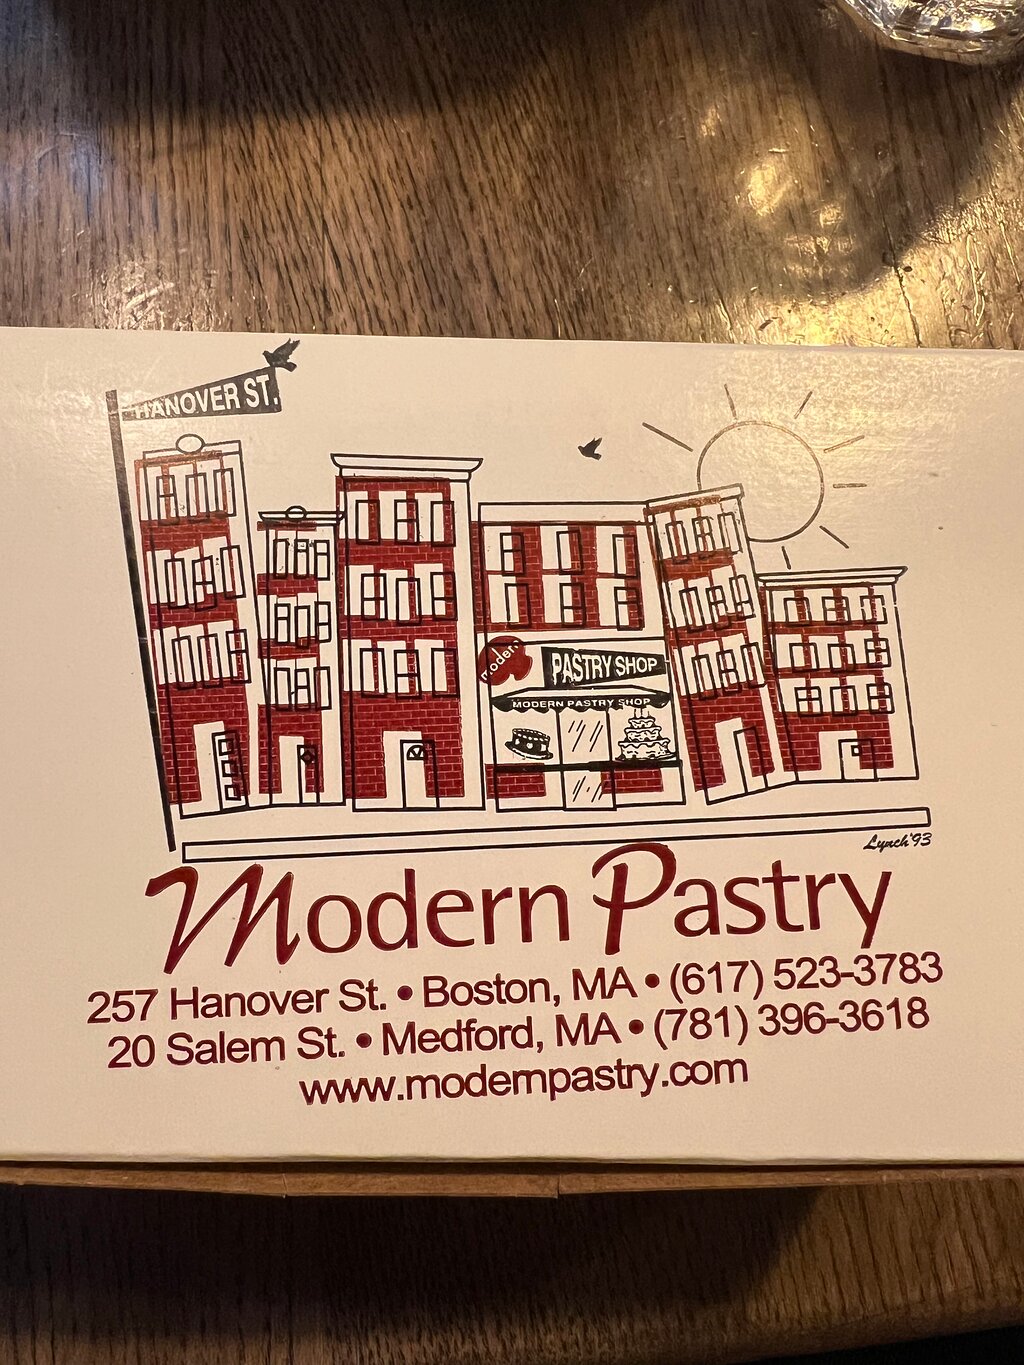 HANOVER ST.
modern
PASTRY SHOP
MODERN PASTRY SHOP
Lynch '93
Modern Pastry
257 Hanover St. • Boston, MA • (617) 523-3783
20 Salem St. • Medford, MA • (781) 396-3618
www.modernpastry.com